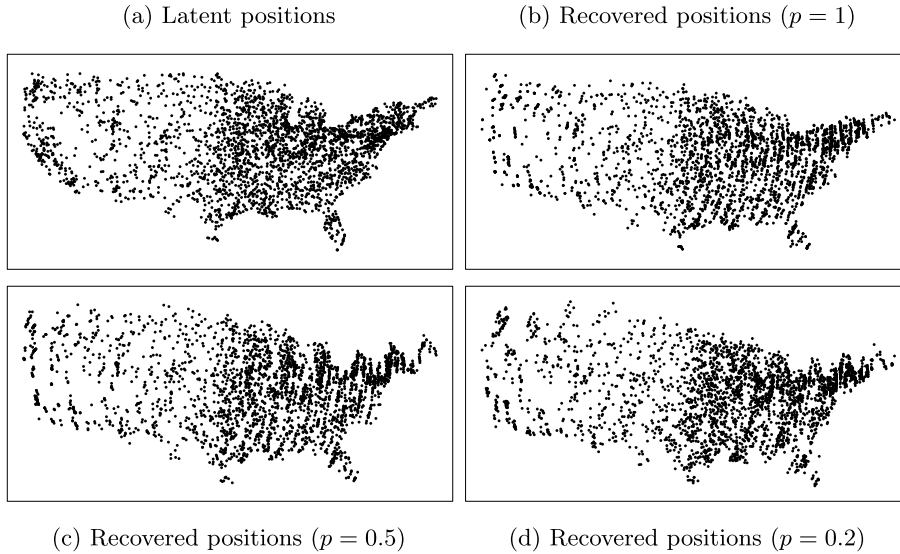 (a) Latent positions
(b) Recovered positions (p = 1)
(c) Recovered positions (p = 0.5)
(d) Recovered positions (p = 0.2)